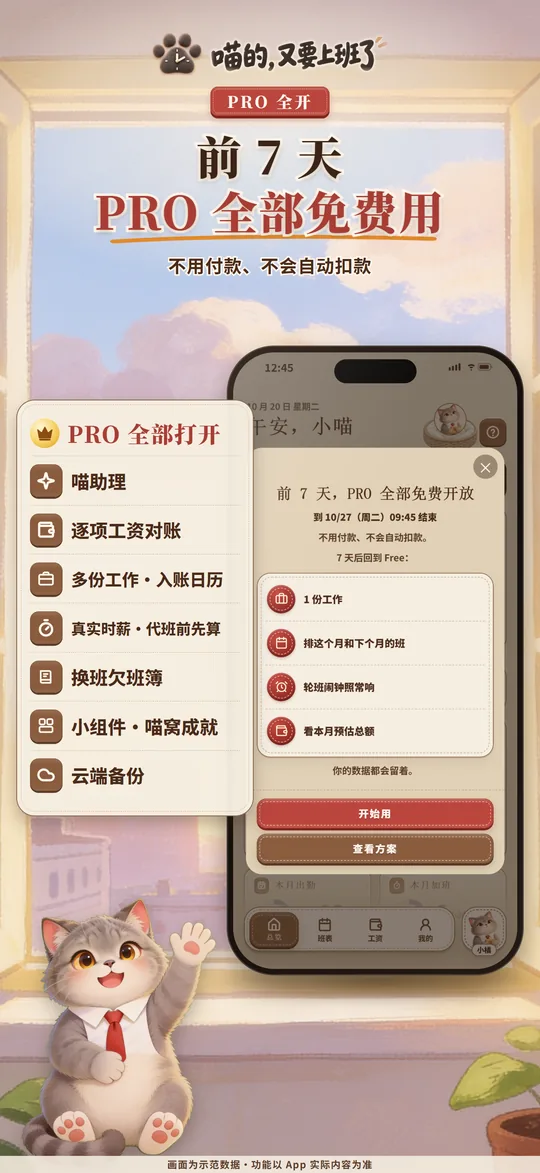 喵的,又要上班了
PRO 全开
前 7 天
PRO 全部免费用
不用付款、不会自动扣款
PRO 全部打开
喵助理
逐项工资对账
多份工作・入账日历
真实时薪・代班前先算
换班欠班簿
小组件・喵窝成就
云端备份
12:45
10 月 20 日 星期二
午安，小喵
前 7 天，PRO 全部免费开放
到 10/27（周二）09:45 结束
不用付款、不会自动扣款。
7 天后回到 Free：
1 份工作
排这个月和下个月的班
轮班闹钟照常响
看本月预估总额
你的数据都会留着。
开始用
查看方案
本月出勤
本月加班
总览
班表
工资
我的
小橘
画面为示范数据・功能以 App 实际内容为准